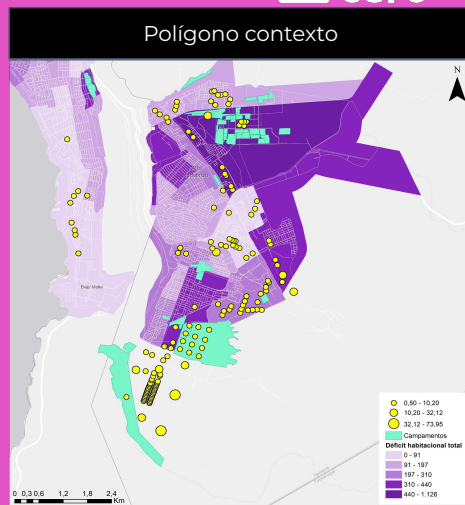 Polígono contexto
N
Bajo Molle
0,50 - 10,20
10,20 - 32,12
32,12 - 73,95
Campamentos
Déficit habitacional total
0 - 91
91 - 197
197 - 310
310 - 440
440 - 1.126
0 0,3 0,6 1,2 1,8 2,4
Km